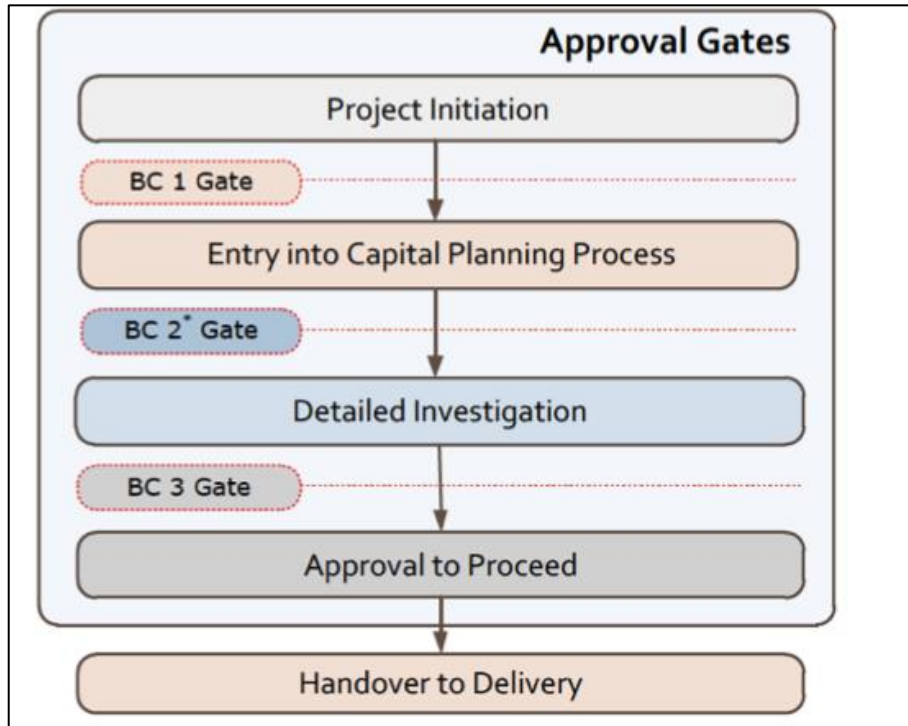 Approval Gates
Project Initiation
BC 1 Gate
Entry into Capital Planning Process
BC 2* Gate
Detailed Investigation
BC 3 Gate
Approval to Proceed
Handover to Delivery